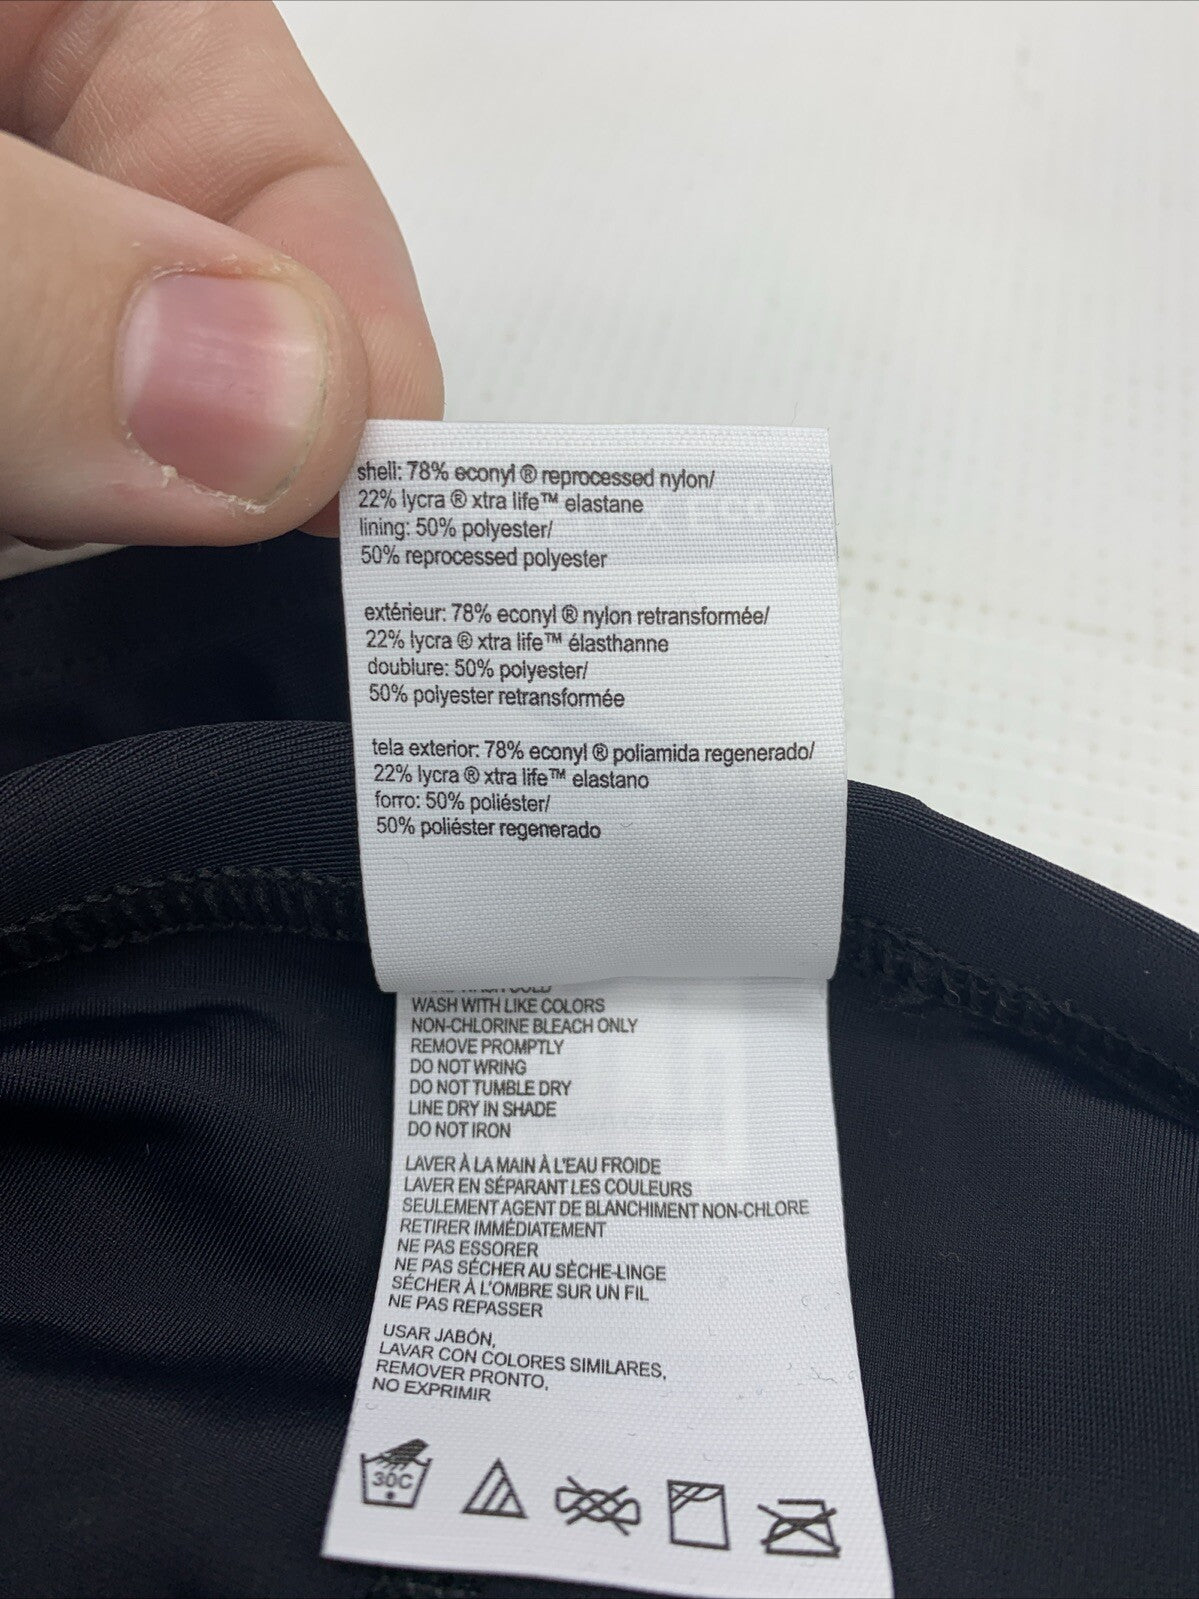 shell: 78% econyl ® reprocessed nylon/
22% lycra ® xtra life™ elastane
lining: 50% polyester/
50% reprocessed polyester
extérieur: 78% econyl ® nylon retransformée/
22% lycra ® xtra life™ élasthanne
doublure: 50% polyester/
50% polyester retransformée
tela exterior: 78% econyl ® poliamida regenerado/
22% lycra ® xtra life™ elastano
forro: 50% poliéster/
50% poliéster regenerado
WASH WITH LIKE COLORS
NON-CHLORINE BLEACH ONLY
REMOVE PROMPTLY
DO NOT WRING
DO NOT TUMBLE DRY
LINE DRY IN SHADE
DO NOT IRON
LAVER À LA MAIN À L'EAU FROIDE
LAVER EN SÉPARANT LES COULEURS
SEULEMENT AGENT DE BLANCHIMENT NON-CHLORE
RETIRER IMMÉDIATEMENT
NE PAS ESSORER
NE PAS SÉCHER AU SÈCHE-LINGE
SÉCHER À L'OMBRE SUR UN FIL
NE PAS REPASSER
USAR JABÓN,
LAVAR CON COLORES SIMILARES,
REMOVER PRONTO,
NO EXPRIMIR
30C